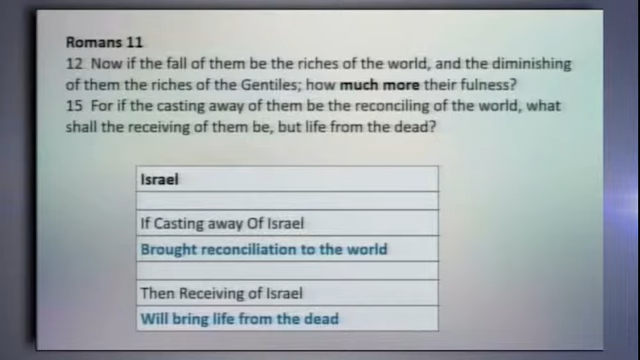 Romans 11
12 Now if the fall of them be the riches of the world, and the diminishing
of them the riches of the Gentiles; how much more their fulness?
15 For if the casting away of them be the reconciling of the world, what
shall the receiving of them be, but life from the dead?
Israel
If Casting away Of Israel
Brought reconciliation to the world
Then Receiving of Israel
Will bring life from the dead